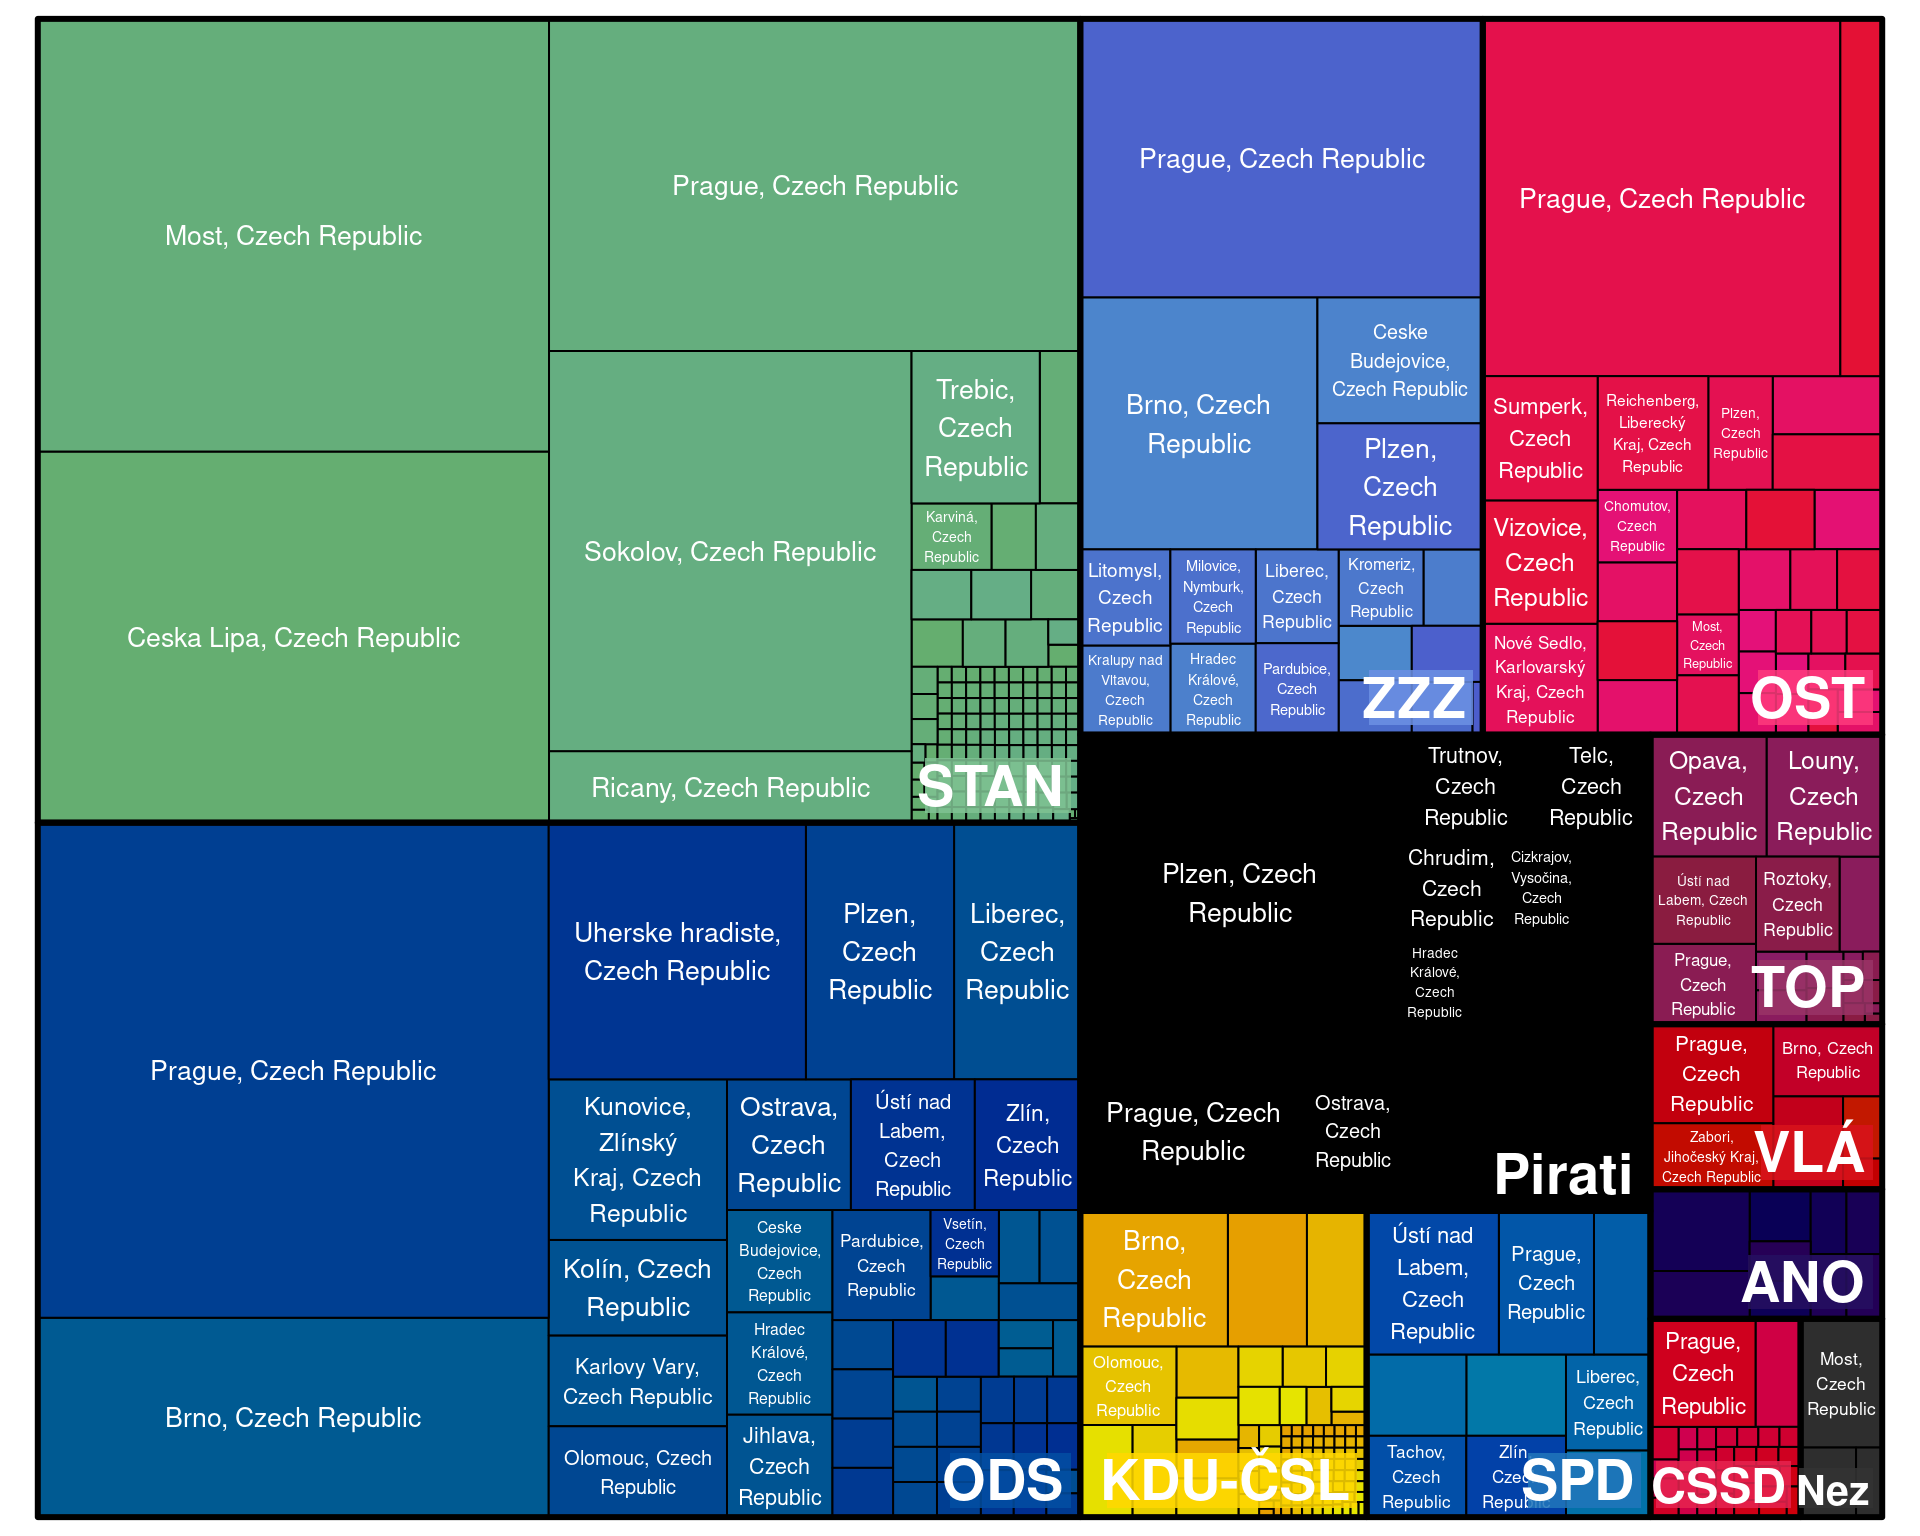 Most, Czech Republic
Prague, Czech Republic
Ceska Lipa, Czech Republic
Sokolov, Czech Republic
Trebic,
Czech
Republic
Karviná,
Czech
Republic
Ricany, Czech Republic
STAN
Prague, Czech Republic
Brno, Czech
Republic
Ceske
Budejovice,
Czech Republic
Plzen,
Czech
Republic
Litomysl,
Czech
Republic
Milovice,
Nymburk,
Czech
Republic
Liberec,
Czech
Republic
Kromeriz,
Czech
Republic
Kralupy nad
Vltavou,
Czech
Republic
Hradec
Králové,
Czech
Republic
Pardubice,
Czech
Republic
ZZZ
Prague, Czech Republic
Sumperk,
Czech
Republic
Reichenberg,
Liberecký
Kraj, Czech
Republic
Plzen,
Czech
Republic
Vizovice,
Czech
Republic
Chomutov,
Czech
Republic
Nové Sedlo,
Karlovarský
Kraj, Czech
Republic
Most,
Czech
Republic
OST
Prague, Czech Republic
Brno, Czech Republic
Uherske hradiste,
Czech Republic
Plzen,
Czech
Republic
Liberec,
Czech
Republic
Kunovice,
Zlínský
Kraj, Czech
Republic
Ostrava,
Czech
Republic
Ústí nad
Labem,
Czech
Republic
Zlín,
Czech
Republic
Kolín, Czech
Republic
Karlovy Vary,
Czech Republic
Olomouc, Czech
Republic
Ceske
Budejovice,
Czech
Republic
Pardubice,
Czech
Republic
Vsetín,
Czech
Republic
Hradec
Králové,
Czech
Republic
Jihlava,
Czech
Republic
ODS
Plzen, Czech
Republic
Trutnov,
Czech
Republic
Telc,
Czech
Republic
Chrudim,
Czech
Republic
Cizkrajov,
Vysočina,
Czech
Republic
Hradec
Králové,
Czech
Republic
Prague, Czech
Republic
Ostrava,
Czech
Republic
Pirati
Opava,
Czech
Republic
Louny,
Czech
Republic
Ústí nad
Labem, Czech
Republic
Roztoky,
Czech
Republic
Prague,
Czech
Republic
TOP
Prague,
Czech
Republic
Brno, Czech
Republic
Zabori,
Jihočeský Kraj,
Czech Republic
VLÁ
ANO
Brno,
Czech
Republic
Olomouc,
Czech
Republic
KDU-ČSL
Ústí nad
Labem,
Czech
Republic
Prague,
Czech
Republic
Liberec,
Czech
Republic
Tachov,
Czech
Republic
Zlín
Czech
Republic
SPD
Prague,
Czech
Republic
CSSD
Most,
Czech
Republic
Nez